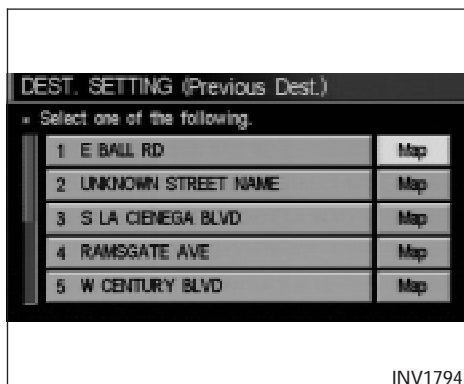 DEST. SETTING (Previous Dest.)
Select one of the following.
1 E BALL RD Map
2 UNKNOWN STREET NAME Map
3 S LA CIENEGA BLVD Map
4 RAMSGATE AVE Map
5 W CENTURY BLVD Map
INV1794